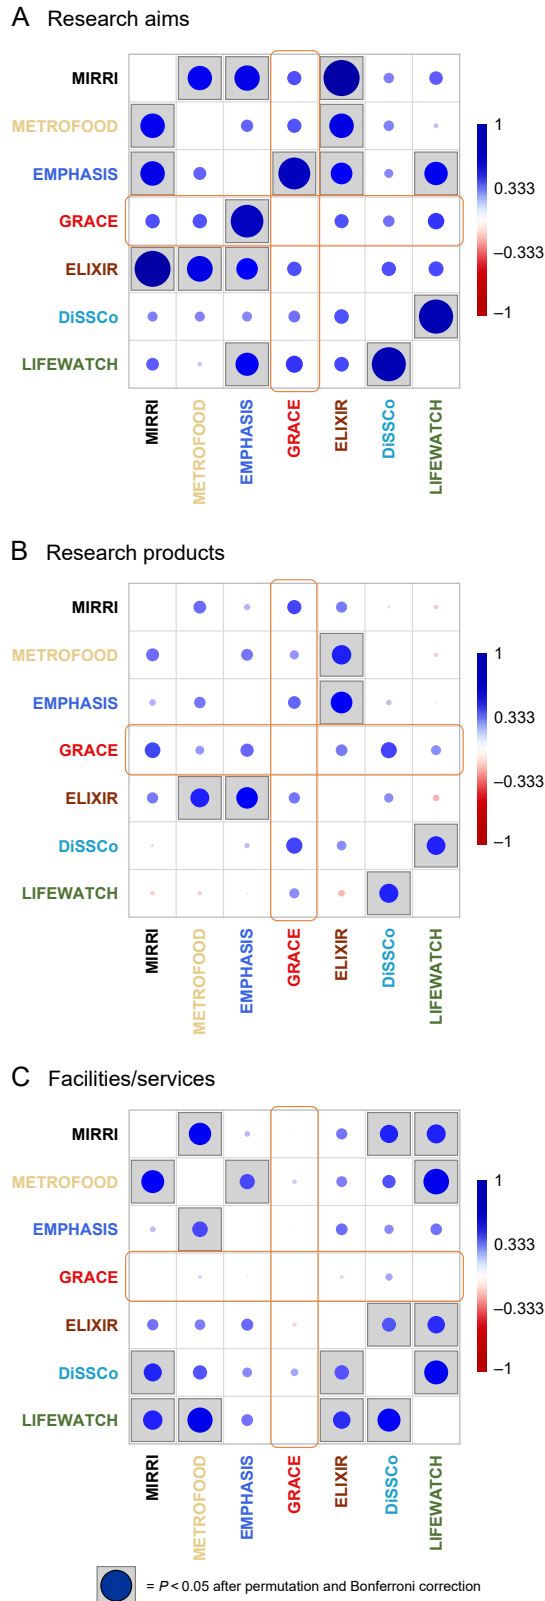 A Research aims
MIRRI
METROFOOD
EMPHASIS
GRACE
ELIXIR
DiSSCo
LIFEWATCH
1
0.333
–0.333
–1
MIRRI
METROFOOD
EMPHASIS
GRACE
ELIXIR
DiSSCo
LIFEWATCH
B Research products
MIRRI
METROFOOD
EMPHASIS
GRACE
ELIXIR
DiSSCo
LIFEWATCH
1
0.333
–0.333
–1
MIRRI
METROFOOD
EMPHASIS
GRACE
ELIXIR
DiSSCo
LIFEWATCH
C Facilities/services
MIRRI
METROFOOD
EMPHASIS
GRACE
ELIXIR
DiSSCo
LIFEWATCH
1
0.333
–0.333
–1
MIRRI
METROFOOD
EMPHASIS
GRACE
ELIXIR
DiSSCo
LIFEWATCH
= P < 0.05 after permutation and Bonferroni correction